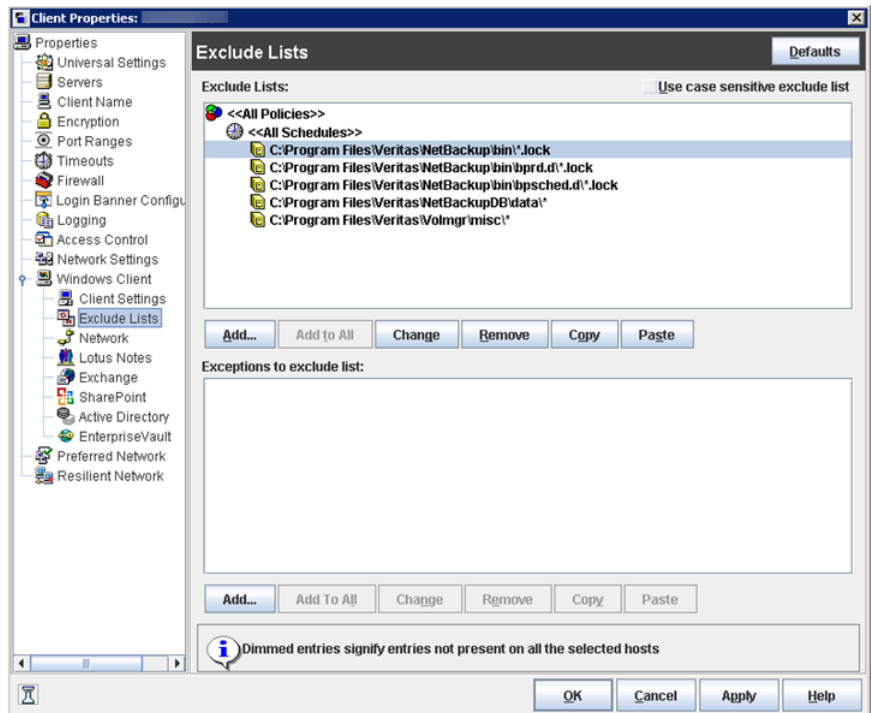 Client Properties:
Properties
Universal Settings
Servers
Client Name
Encryption
Port Ranges
Timeouts
Firewall
Login Banner Configu
Logging
Access Control
Network Settings
Windows Client
Client Settings
Exclude Lists
Network
Lotus Notes
Exchange
SharePoint
Active Directory
EnterpriseVault
Preferred Network
Resilient Network
Exclude Lists
Defaults
Exclude Lists:
Use case sensitive exclude list
<<All Policies>>
<<All Schedules>>
C:\Program Files\Veritas\NetBackup\bin\*.lock
C:\Program Files\Veritas\NetBackup\bin\bprd.d\*.lock
C:\Program Files\Veritas\NetBackup\bin\bpsched.d\*.lock
C:\Program Files\Veritas\NetBackupDB\data\*
C:\Program Files\Veritas\Volmgr\misc\*
Add... Add to All Change Remove Copy Paste
Exceptions to exclude list:
Add... Add To All Change Remove Copy Paste
Dimmed entries signify entries not present on all the selected hosts
OK Cancel Apply Help